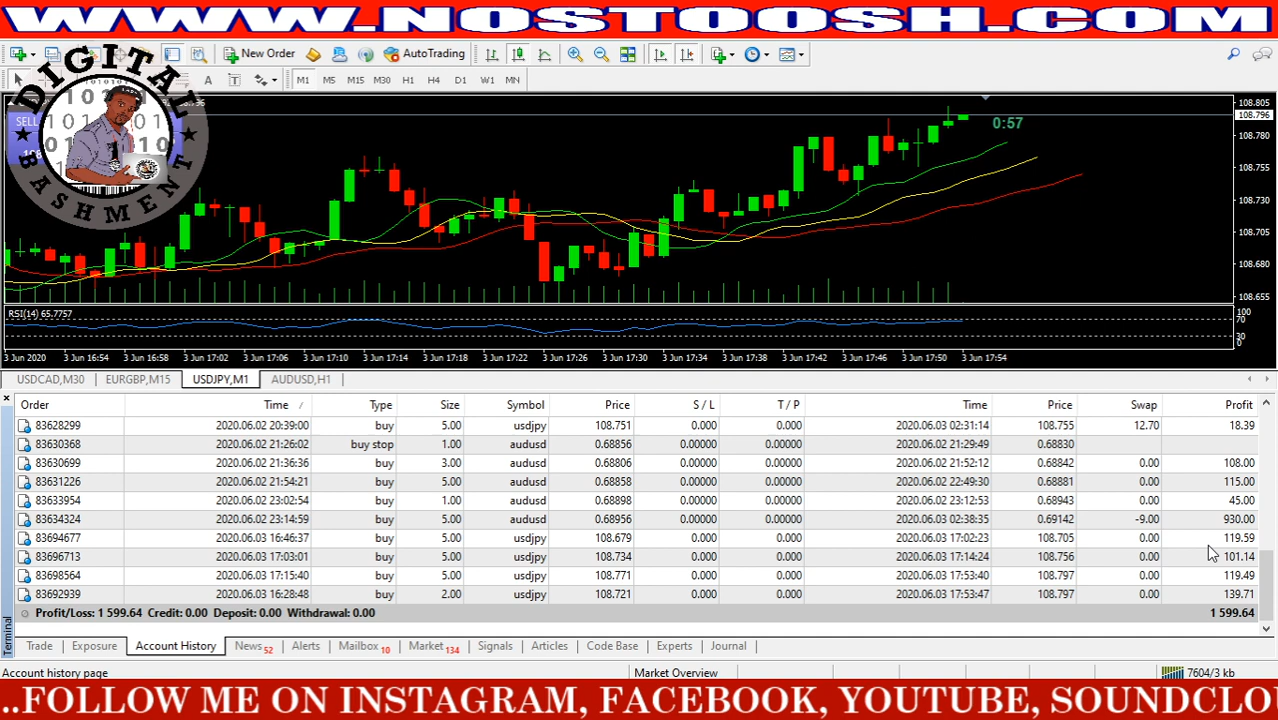 WWW.NOSTOOSH.COM
New Order AutoTrading
A T M1 M5 M15 M30 H1 H4 D1 W1 MN
DIGITAL BASHMENT
SELL
0:57
108.805
108.796
108.780
108.755
108.730
108.705
108.680
108.655
RSI(14) 65.7757
100
70
30
0
3 Jun 2020 3 Jun 16:54 3 Jun 16:58 3 Jun 17:02 3 Jun 17:06 3 Jun 17:10 3 Jun 17:14 3 Jun 17:18 3 Jun 17:22 3 Jun 17:26 3 Jun 17:30 3 Jun 17:34 3 Jun 17:38 3 Jun 17:42 3 Jun 17:46 3 Jun 17:50 3 Jun 17:54
USDCAD,M30 EURGBP,M15 USDJPY,M1 AUDUSD,H1
Order Time / Type Size Symbol Price S / L T / P Time Price Swap Profit
83628299 2020.06.02 20:39:00 buy 5.00 usdjpy 108.751 0.000 0.000 2020.06.03 02:31:14 108.755 12.70 18.39
83630368 2020.06.02 21:26:02 buy stop 1.00 audusd 0.68856 0.00000 0.00000 2020.06.02 21:29:49 0.68830
83630699 2020.06.02 21:36:36 buy 3.00 audusd 0.68806 0.00000 0.00000 2020.06.02 21:52:12 0.68842 0.00 108.00
83631226 2020.06.02 21:54:21 buy 5.00 audusd 0.68858 0.00000 0.00000 2020.06.02 22:49:30 0.68881 0.00 115.00
83633954 2020.06.02 23:02:54 buy 1.00 audusd 0.68898 0.00000 0.00000 2020.06.02 23:12:53 0.68943 0.00 45.00
83634324 2020.06.02 23:14:59 buy 5.00 audusd 0.68956 0.00000 0.00000 2020.06.03 02:38:35 0.69142 -9.00 930.00
83694677 2020.06.03 16:46:37 buy 5.00 usdjpy 108.679 0.000 0.000 2020.06.03 17:02:23 108.705 0.00 119.59
83696713 2020.06.03 17:03:01 buy 5.00 usdjpy 108.734 0.000 0.000 2020.06.03 17:14:24 108.756 0.00 101.14
83698564 2020.06.03 17:15:40 buy 5.00 usdjpy 108.771 0.000 0.000 2020.06.03 17:53:40 108.797 0.00 119.49
83692939 2020.06.03 16:28:48 buy 2.00 usdjpy 108.721 0.000 0.000 2020.06.03 17:53:47 108.797 0.00 139.71
Profit/Loss: 1 599.64 Credit: 0.00 Deposit: 0.00 Withdrawal: 0.00 1 599.64
Terminal
Trade Exposure Account History News 52 Alerts Mailbox 10 Market 134 Signals Articles Code Base Experts Journal
Account history page Market Overview 7604/3 kb
..FOLLOW ME ON INSTAGRAM, FACEBOOK, YOUTUBE, SOUNDCLO